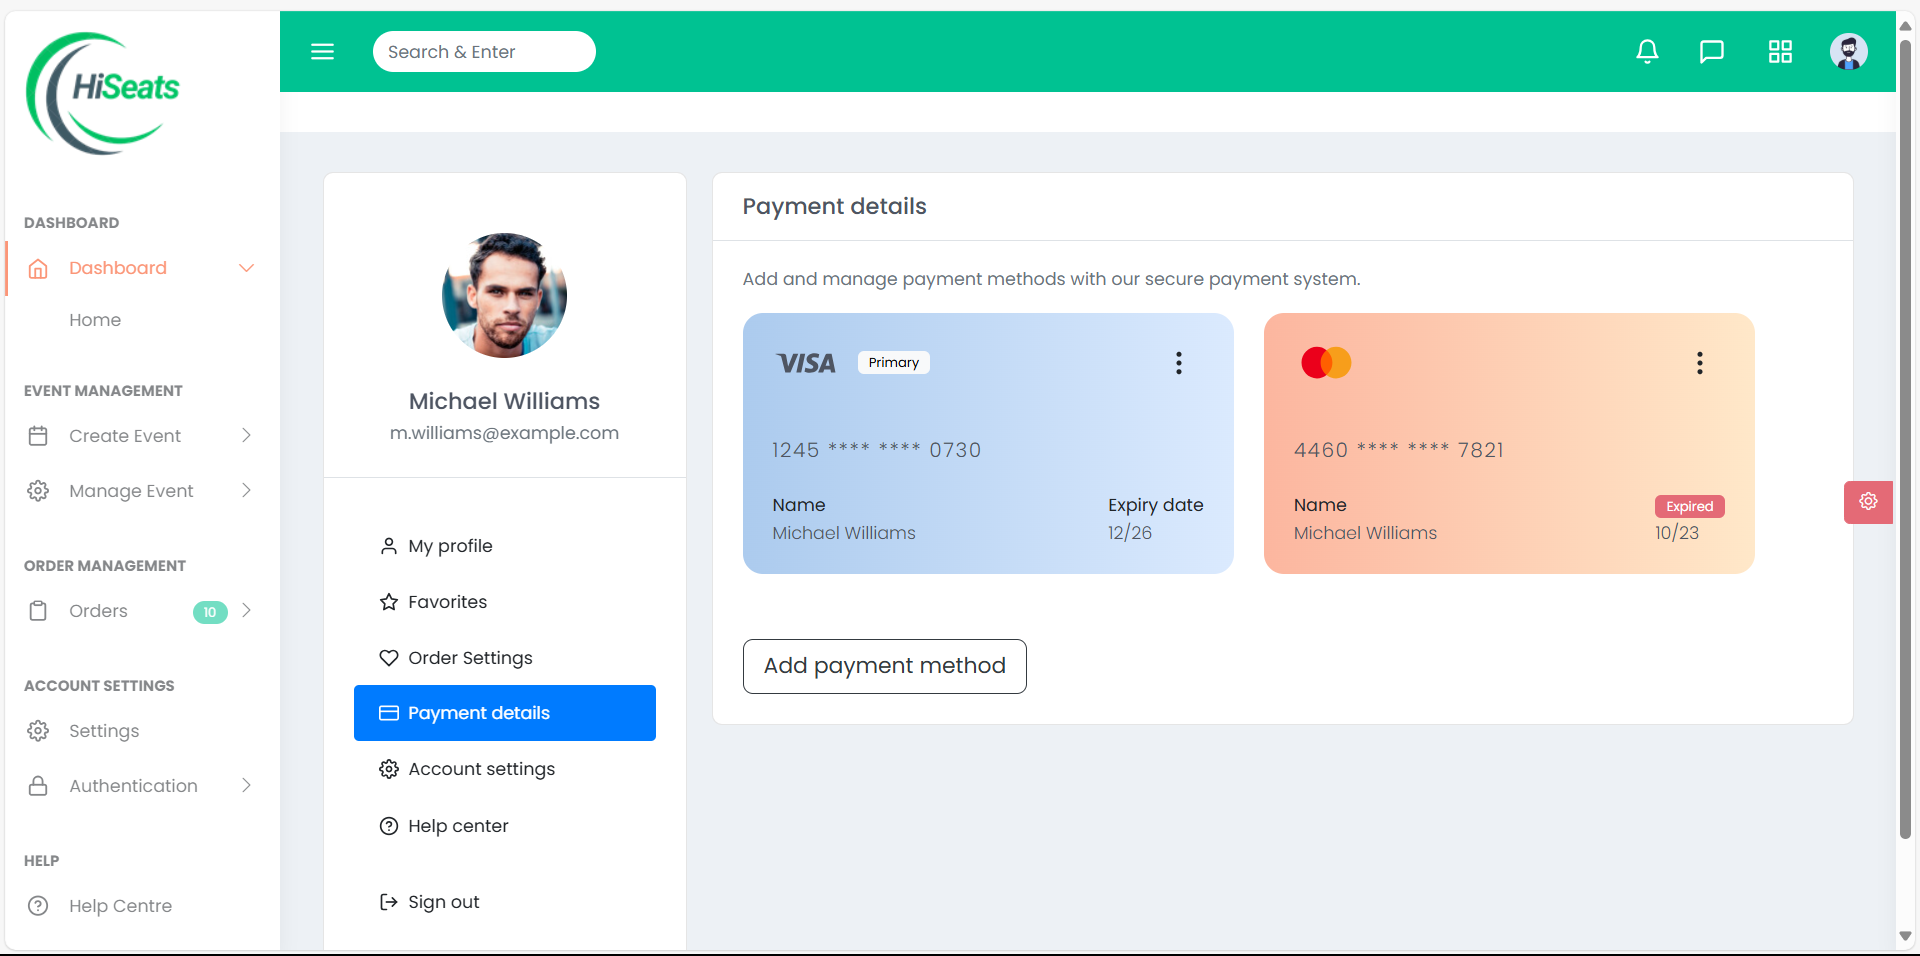 HiSeats
Search & Enter
DASHBOARD
Dashboard
Home
EVENT MANAGEMENT
Create Event
Manage Event
ORDER MANAGEMENT
Orders 10
ACCOUNT SETTINGS
Settings
Authentication
HELP
Help Centre
Michael Williams
m.williams@example.com
My profile
Favorites
Order Settings
Payment details
Account settings
Help center
Sign out
Payment details
Add and manage payment methods with our secure payment system.
VISA Primary
1245 **** **** 0730
Name Expiry date
Michael Williams 12/26
4460 **** **** 7821
Name Expired
Michael Williams 10/23
Add payment method